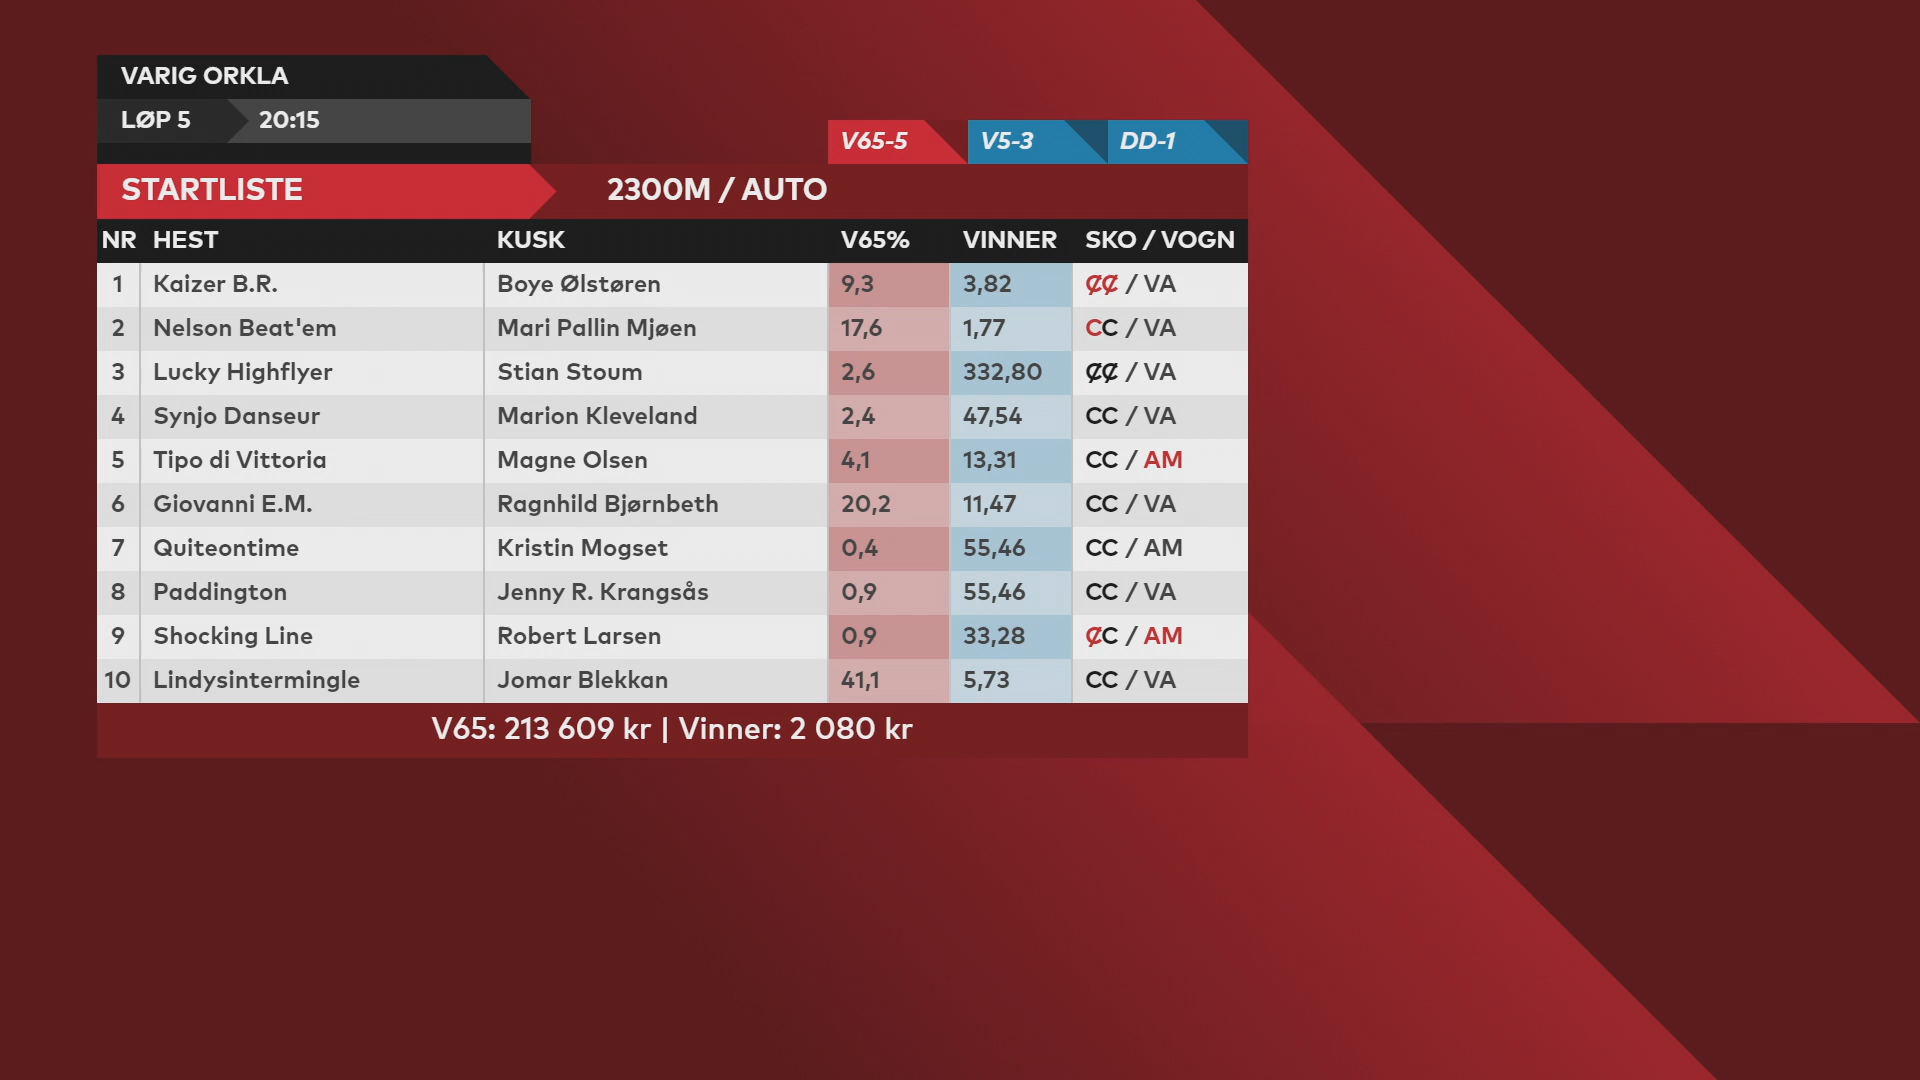 VARIG ORKLA
LØP 5 20:15
V65-5 V5-3 DD-1
STARTLISTE 2300M / AUTO
NR HEST KUSK V65% VINNER SKO / VOGN
1 Kaizer B.R. Boye Ølstøren 9,3 3,82 ȻȻ / VA
2 Nelson Beat'em Mari Pallin Mjøen 17,6 1,77 CC / VA
3 Lucky Highflyer Stian Stoum 2,6 332,80 ȻȻ / VA
4 Synjo Danseur Marion Kleveland 2,4 47,54 CC / VA
5 Tipo di Vittoria Magne Olsen 4,1 13,31 CC / AM
6 Giovanni E.M. Ragnhild Bjørnbeth 20,2 11,47 CC / VA
7 Quiteontime Kristin Mogset 0,4 55,46 CC / AM
8 Paddington Jenny R. Krangsås 0,9 55,46 CC / VA
9 Shocking Line Robert Larsen 0,9 33,28 ȻC / AM
10 Lindysintermingle Jomar Blekkan 41,1 5,73 CC / VA
V65: 213 609 kr | Vinner: 2 080 kr